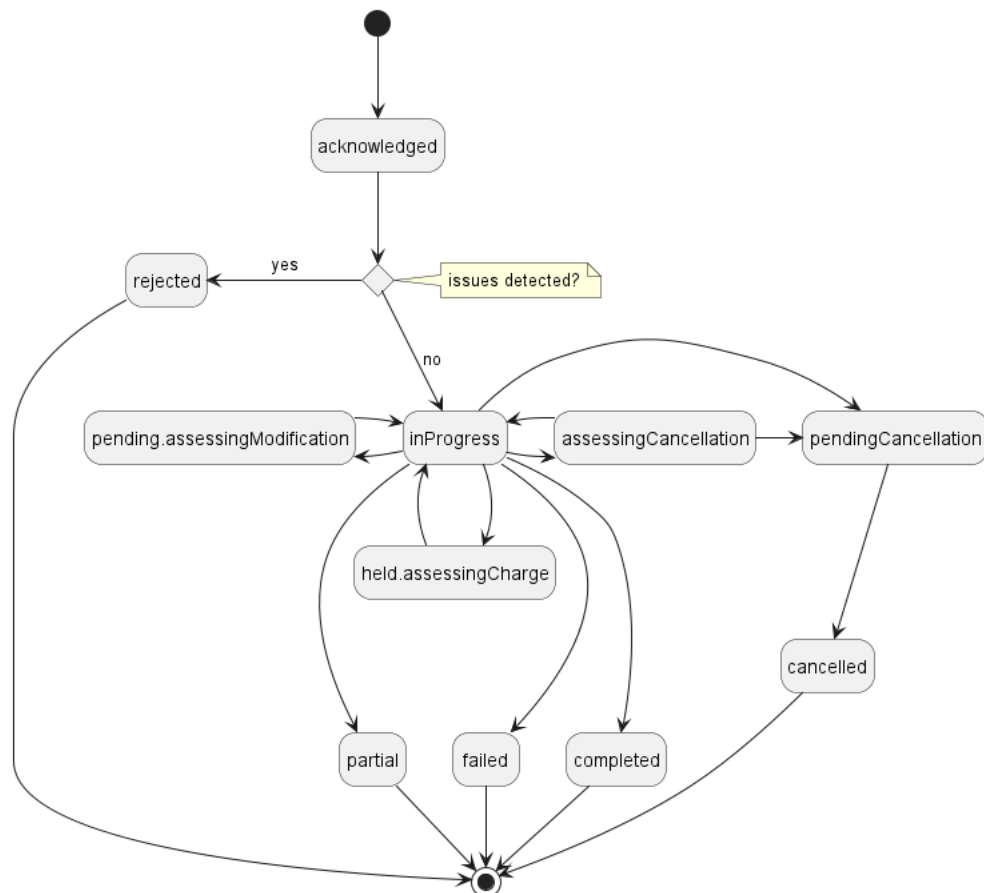 acknowledged
rejected
yes
issues detected?
no
pending.assessingModification
inProgress
assessingCancellation
pendingCancellation
held.assessingCharge
cancelled
partial
failed
completed